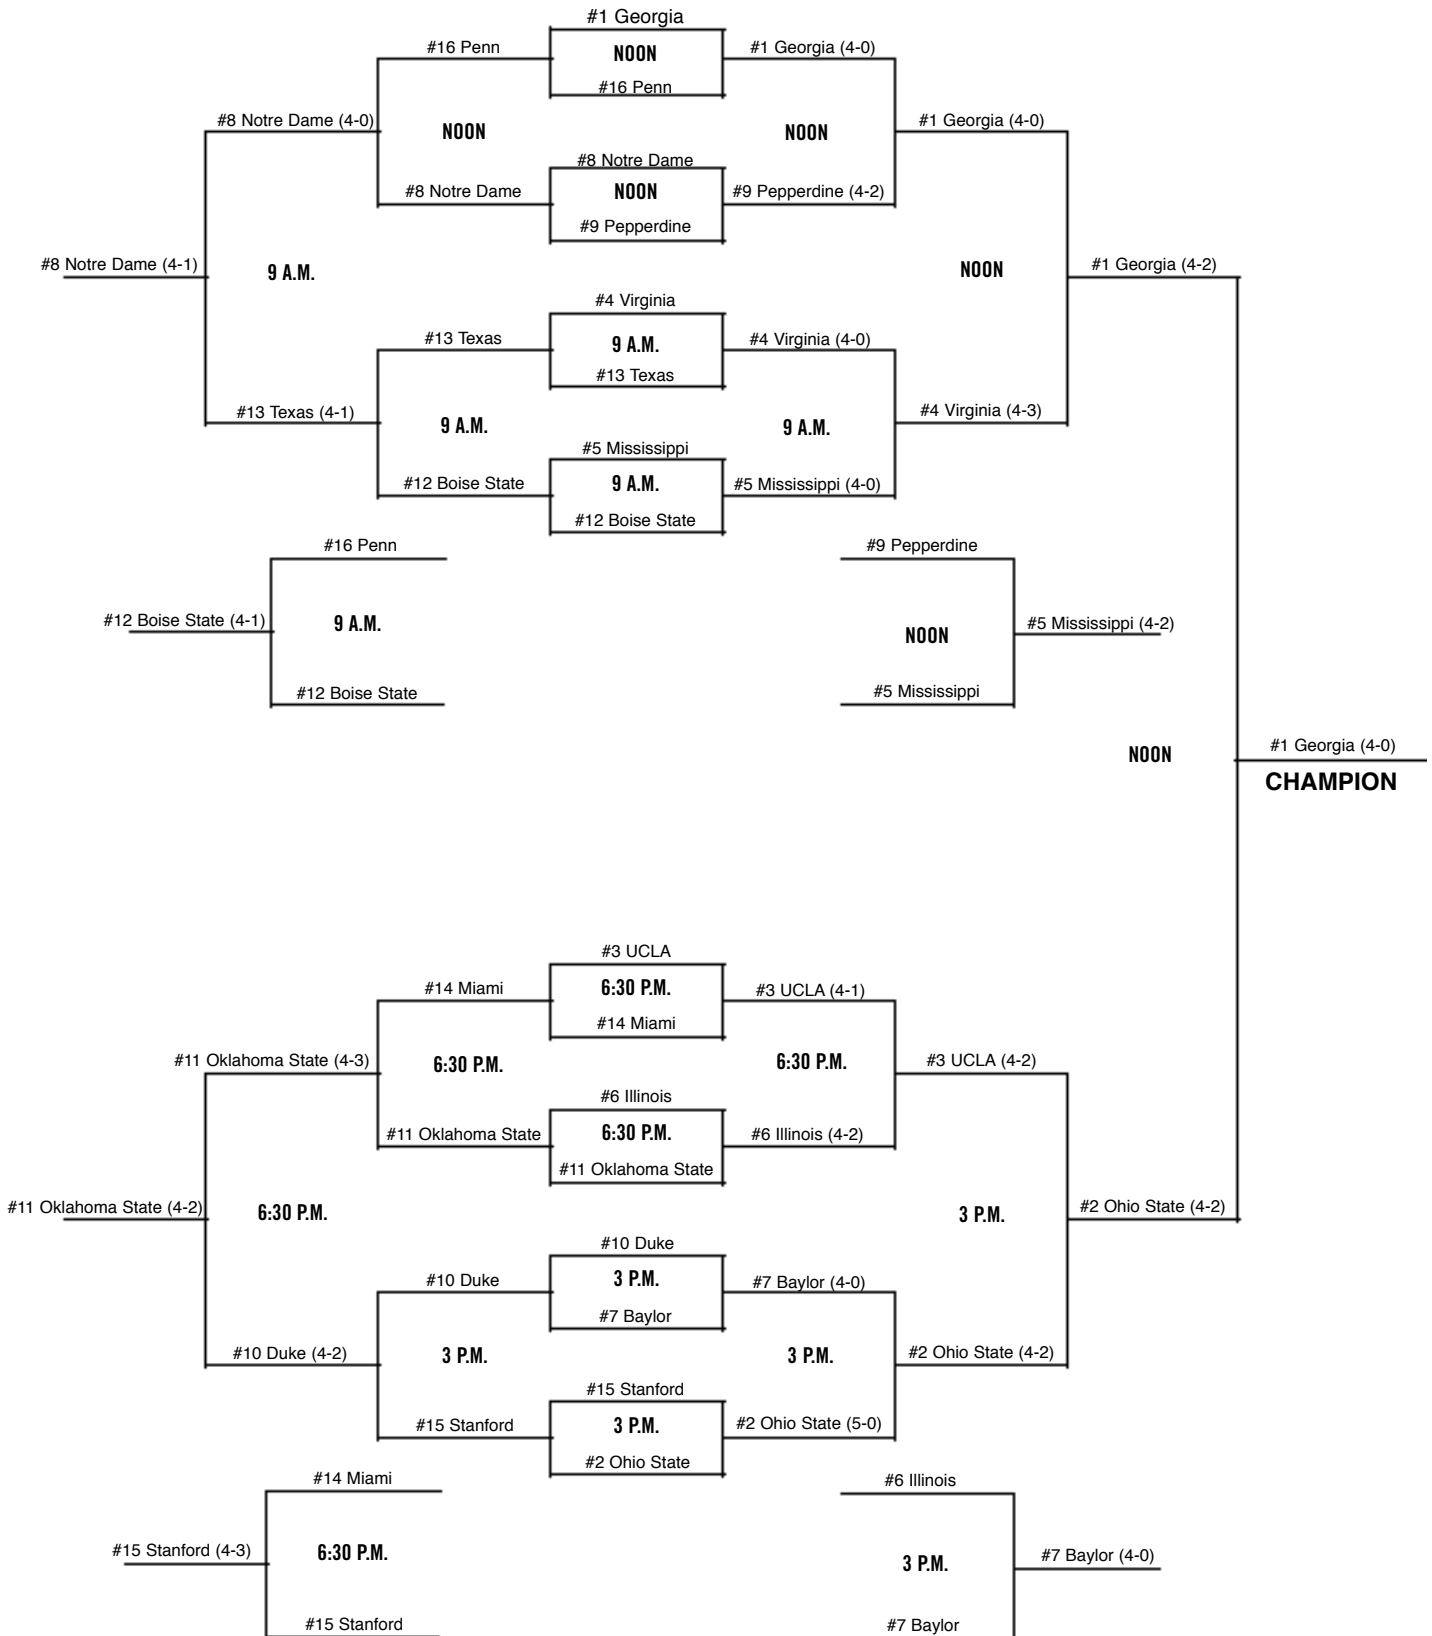 #1 Georgia
#16 Penn
NOON
#1 Georgia (4-0)
#16 Penn
#8 Notre Dame (4-0)
NOON
NOON
#1 Georgia (4-0)
#8 Notre Dame
#8 Notre Dame
NOON
#9 Pepperdine (4-2)
#9 Pepperdine
#8 Notre Dame (4-1)
9 A.M.
NOON
#1 Georgia (4-2)
#4 Virginia
#13 Texas
9 A.M.
#4 Virginia (4-0)
#13 Texas
#13 Texas (4-1)
9 A.M.
9 A.M.
#4 Virginia (4-3)
#5 Mississippi
#12 Boise State
9 A.M.
#5 Mississippi (4-0)
#12 Boise State
#16 Penn
#9 Pepperdine
#12 Boise State (4-1)
9 A.M.
NOON
#5 Mississippi (4-2)
#12 Boise State
#5 Mississippi
NOON
#1 Georgia (4-0)
CHAMPION
#3 UCLA
#14 Miami
6:30 P.M.
#3 UCLA (4-1)
#14 Miami
#11 Oklahoma State (4-3)
6:30 P.M.
6:30 P.M.
#3 UCLA (4-2)
#6 Illinois
#11 Oklahoma State
6:30 P.M.
#6 Illinois (4-2)
#11 Oklahoma State
#11 Oklahoma State (4-2)
6:30 P.M.
3 P.M.
#2 Ohio State (4-2)
#10 Duke
#10 Duke
3 P.M.
#7 Baylor (4-0)
#7 Baylor
#10 Duke (4-2)
3 P.M.
3 P.M.
#2 Ohio State (4-2)
#15 Stanford
#15 Stanford
3 P.M.
#2 Ohio State (5-0)
#2 Ohio State
#14 Miami
#6 Illinois
#15 Stanford (4-3)
6:30 P.M.
3 P.M.
#7 Baylor (4-0)
#15 Stanford
#7 Baylor